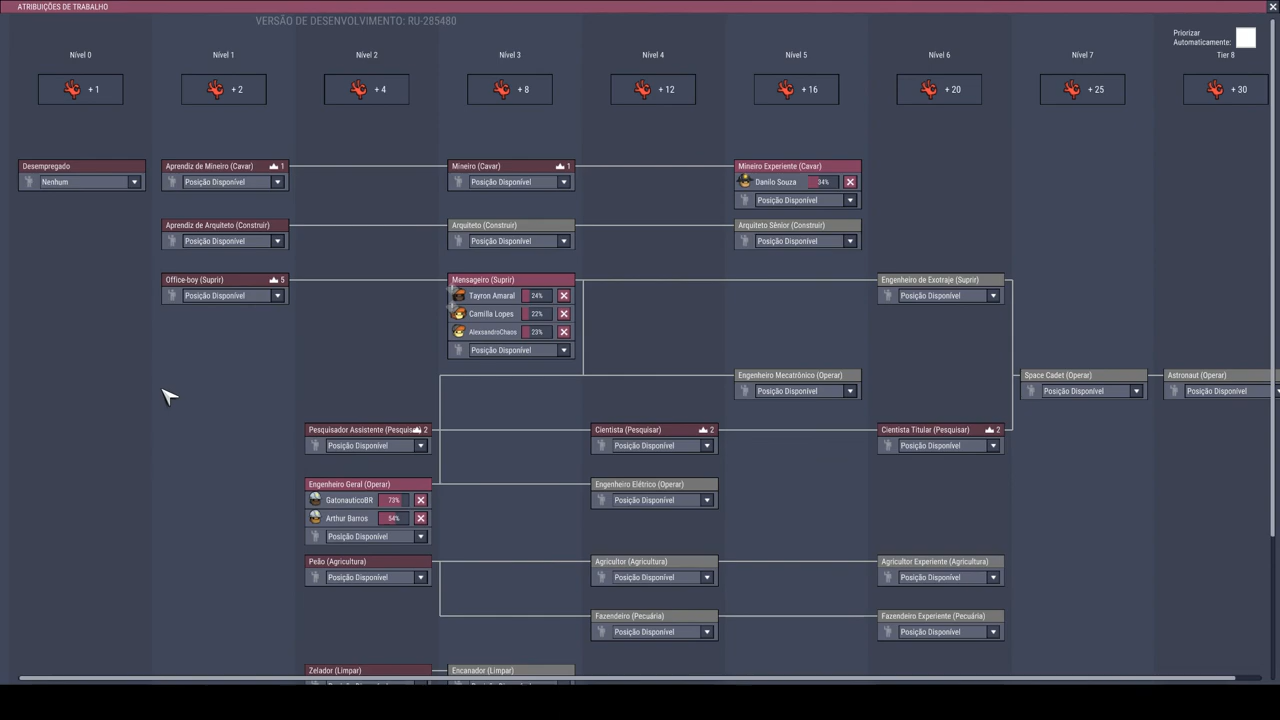 ATRIBUIÇÕES DE TRABALHO
VERSÃO DE DESENVOLVIMENTO: RU-285480
Priorizar
Automaticamente:
Nível 0
Nível 1
Nível 2
Nível 3
Nível 4
Nível 5
Nível 6
Nível 7
Tier 8
+ 1
+ 2
+ 4
+ 8
+ 12
+ 16
+ 20
+ 25
+ 30
Desempregado
Nenhum
Aprendiz de Mineiro (Cavar) 1
Posição Disponível
Mineiro (Cavar) 1
Posição Disponível
Mineiro Experiente (Cavar)
Danilo Souza 34%
Posição Disponível
Aprendiz de Arquiteto (Construir)
Posição Disponível
Arquiteto (Construir)
Posição Disponível
Arquiteto Sênior (Construir)
Posição Disponível
Office-boy (Suprir) 5
Posição Disponível
Mensageiro (Suprir)
Tayron Amaral 24%
Camilla Lopes 22%
AlexsandroChaos 23%
Posição Disponível
Engenheiro de Exotraje (Suprir)
Posição Disponível
Engenheiro Mecatrônico (Operar)
Posição Disponível
Space Cadet (Operar)
Posição Disponível
Astronaut (Operar)
Posição Disponível
Pesquisador Assistente (Pesquisar 2
Posição Disponível
Cientista (Pesquisar) 2
Posição Disponível
Cientista Titular (Pesquisar) 2
Posição Disponível
Engenheiro Geral (Operar)
GatonauticoBR 73%
Arthur Barros 54%
Posição Disponível
Engenheiro Elétrico (Operar)
Posição Disponível
Peão (Agricultura)
Posição Disponível
Agricultor (Agricultura)
Posição Disponível
Agricultor Experiente (Agricultura)
Posição Disponível
Fazendeiro (Pecuária)
Posição Disponível
Fazendeiro Experiente (Pecuária)
Posição Disponível
Zelador (Limpar)
Encanador (Limpar)